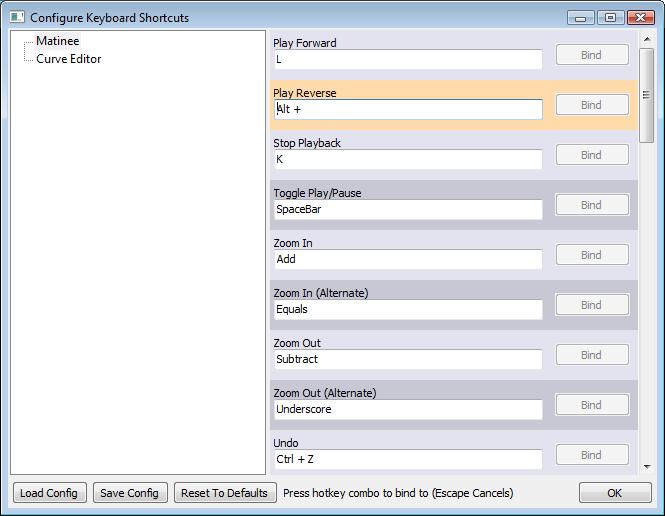 Configure Keyboard Shortcuts
Matinee
Curve Editor
Play Forward
L
Bind
Play Reverse
Alt +
Bind
Stop Playback
K
Bind
Toggle Play/Pause
SpaceBar
Bind
Zoom In
Add
Bind
Zoom In (Alternate)
Equals
Bind
Zoom Out
Subtract
Bind
Zoom Out (Alternate)
Underscore
Bind
Undo
Ctrl + Z
Bind
Load Config Save Config Reset To Defaults Press hotkey combo to bind to (Escape Cancels) OK